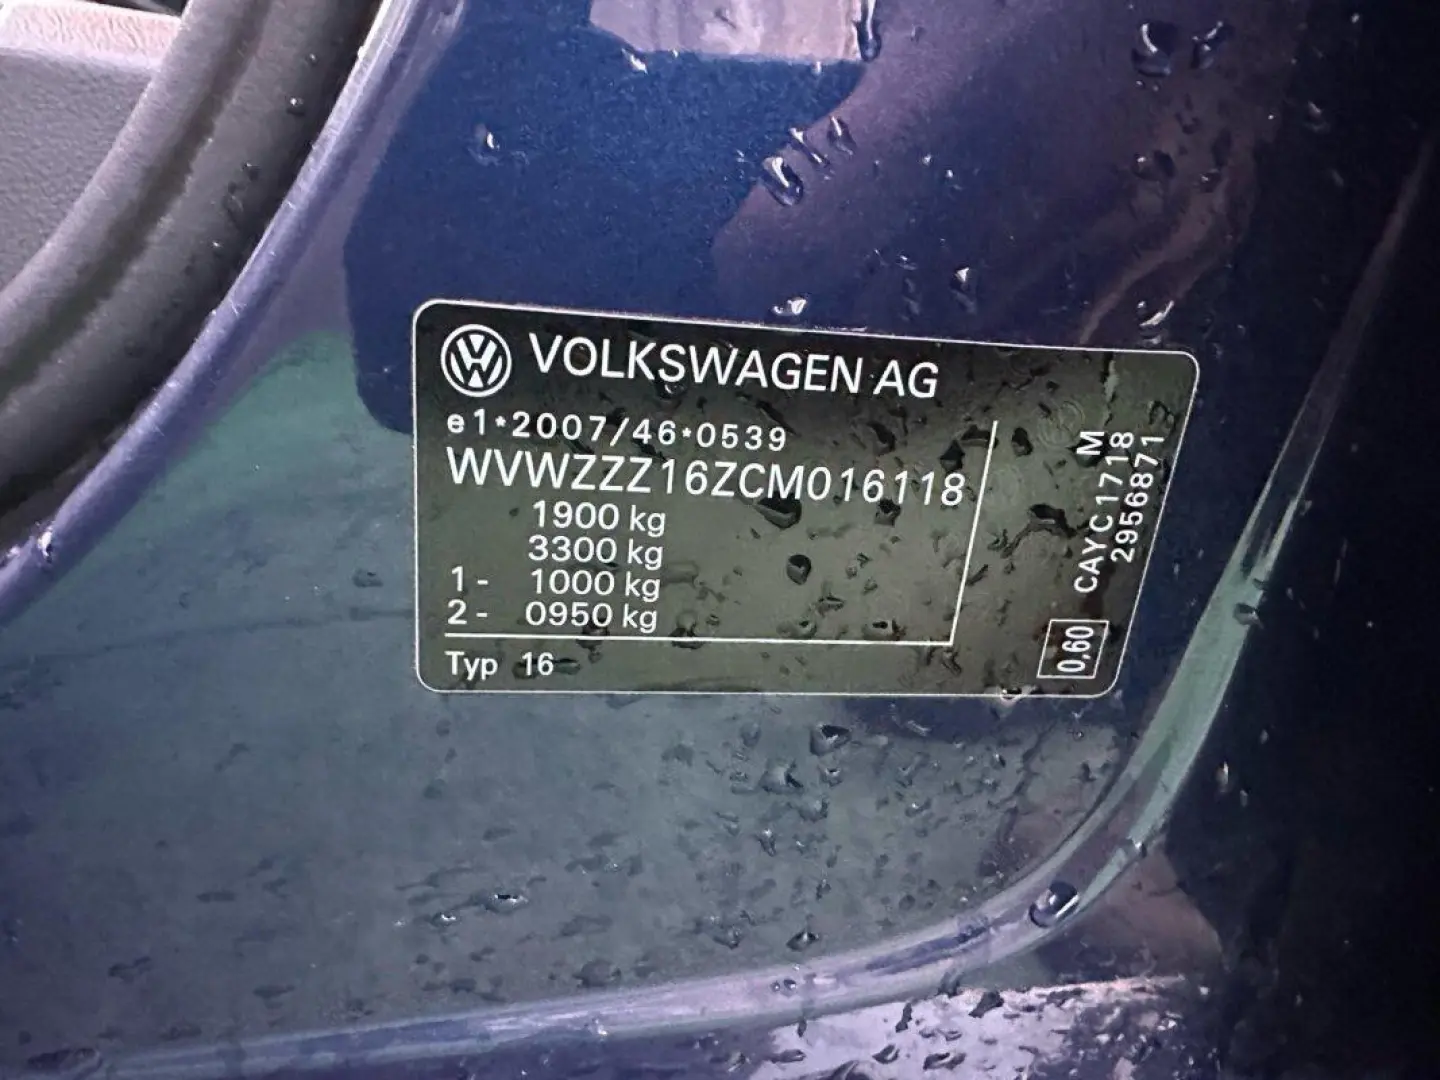 VOLKSWAGEN AG
e1*2007/46*0539
WVWZZZ16ZCM016118
1900 kg
3300 kg
1- 1000 kg
2- 0950 kg
Typ 16
M
CAYC1718
2956871
0,60